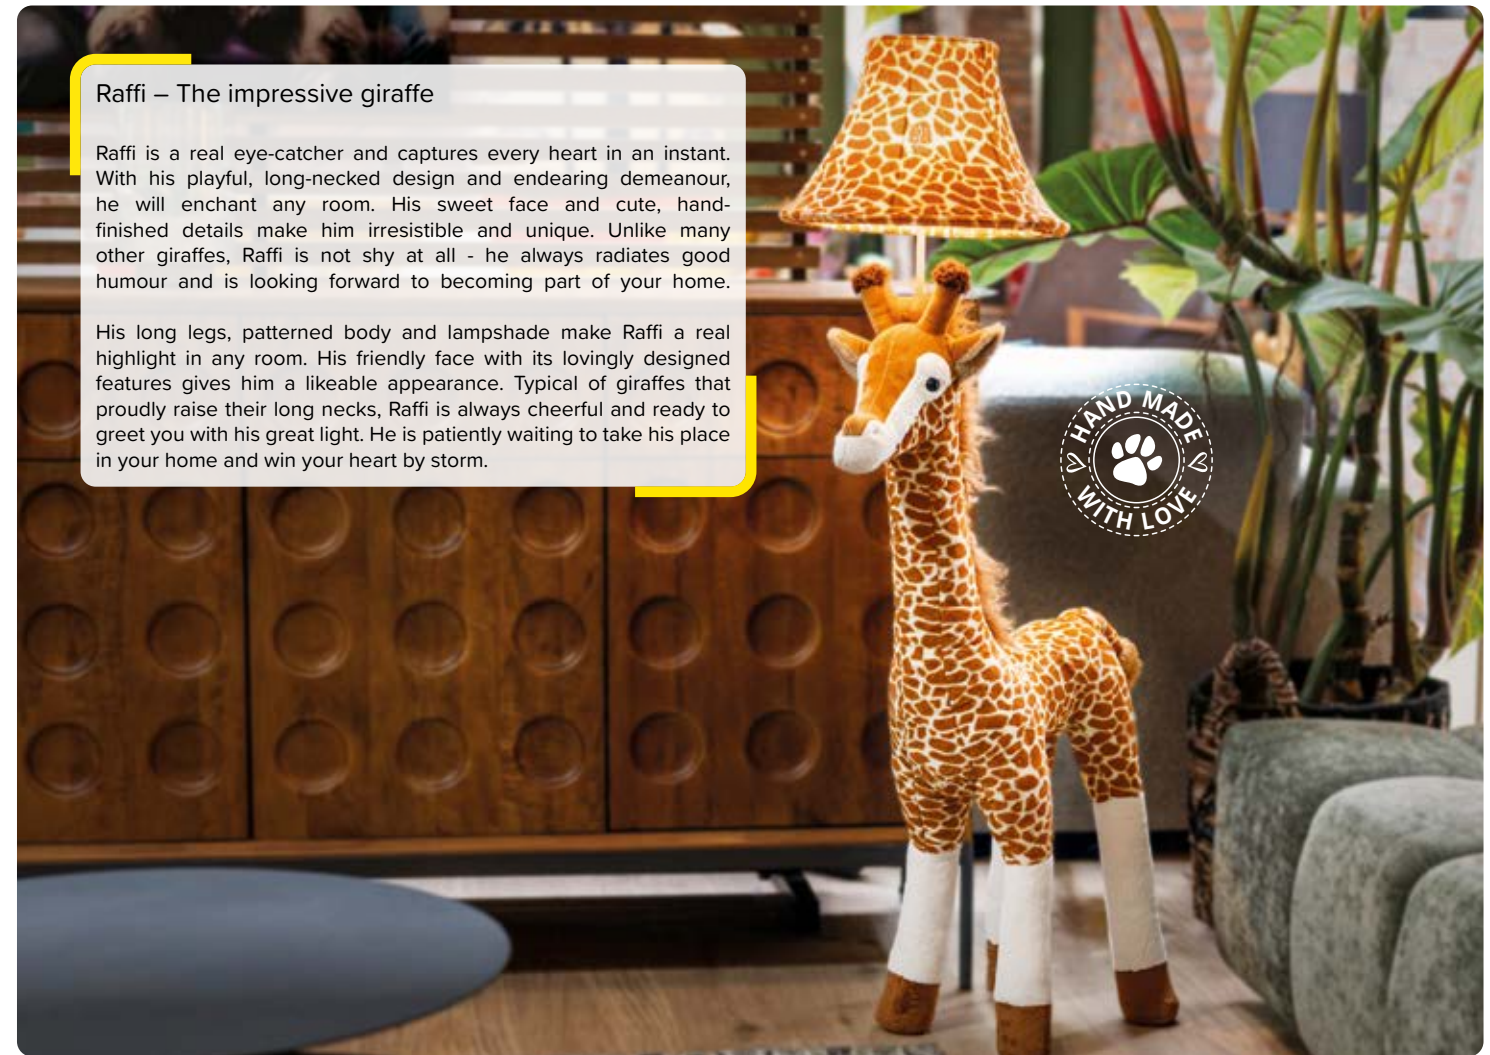 Raffi – The impressive giraffe
Raffi is a real eye-catcher and captures every heart in an instant.
With his playful, long-necked design and endearing demeanour,
he will enchant any room. His sweet face and cute, hand-
finished details make him irresistible and unique. Unlike many
other giraffes, Raffi is not shy at all - he always radiates good
humour and is looking forward to becoming part of your home.
His long legs, patterned body and lampshade make Raffi a real
highlight in any room. His friendly face with its lovingly designed
features gives him a likeable appearance. Typical of giraffes that
proudly raise their long necks, Raffi is always cheerful and ready to
greet you with his great light. He is patiently waiting to take his place
in your home and win your heart by storm.
HAND MADE
WITH LOVE